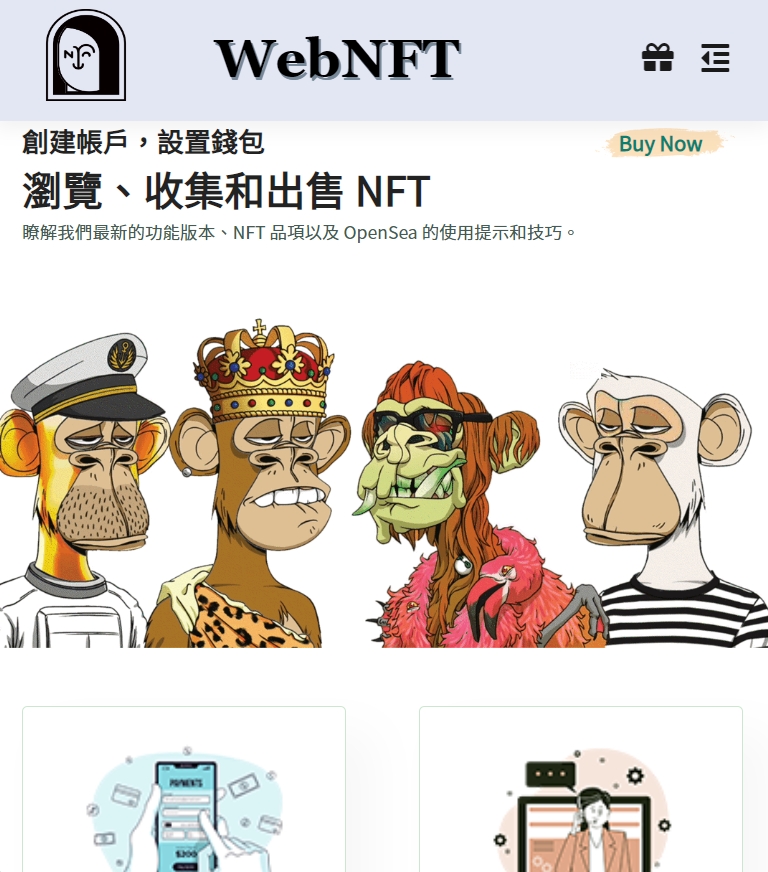 WebNFT
創建帳戶，設置錢包
Buy Now
瀏覽、收集和出售 NFT
瞭解我們最新的功能版本、NFT 品項以及 OpenSea 的使用提示和技巧。
PAYMENTS
$200